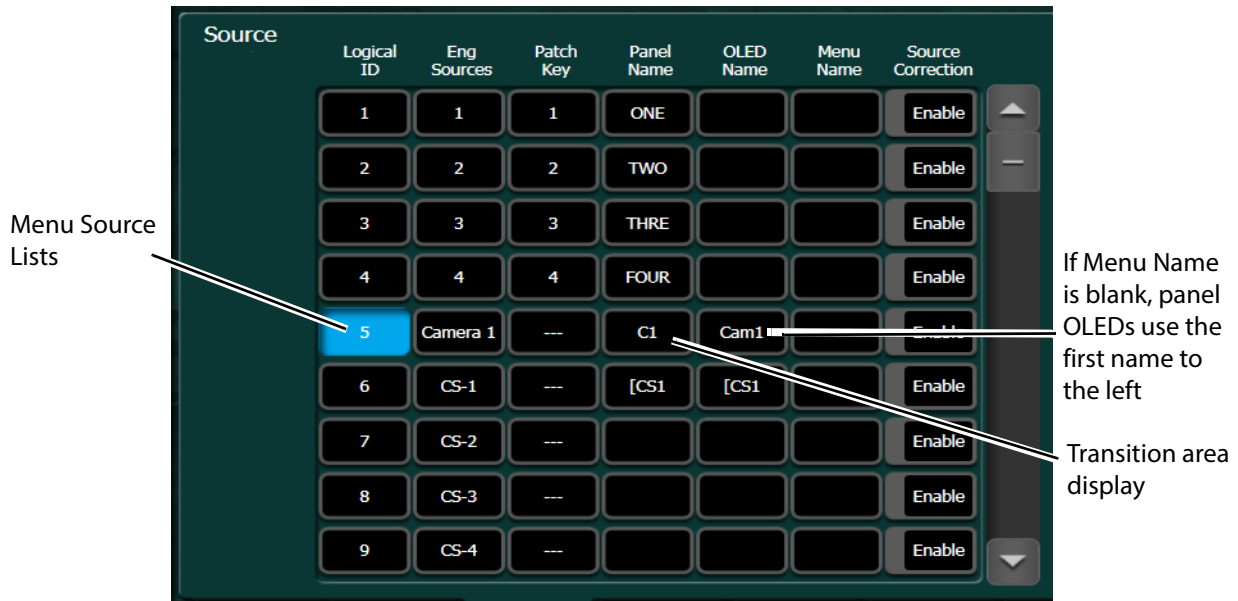 Source
Logical ID Eng Sources Patch Key Panel Name OLED Name Menu Name Source Correction
1 1 1 ONE Enable
2 2 2 TWO Enable
3 3 3 THRE Enable
4 4 4 FOUR Enable
5 Camera 1 --- C1 Cam1 Enable
6 CS-1 --- [CS1 [CS1 Enable
7 CS-2 --- Enable
8 CS-3 --- Enable
9 CS-4 --- Enable
Menu Source
Lists
If Menu Name
is blank, panel
OLEDs use the
first name to
the left
Transition area
display